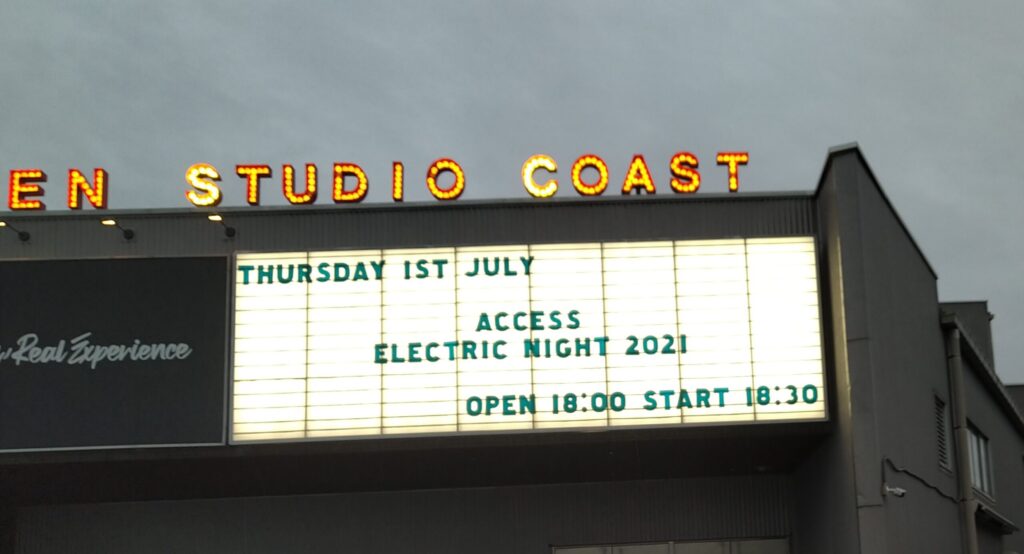 EN STUDIO COAST
THURSDAY 1ST JULY
ACCESS
ELECTRIC NIGHT 2021
OPEN 18:00 START 18:30
Real Experience